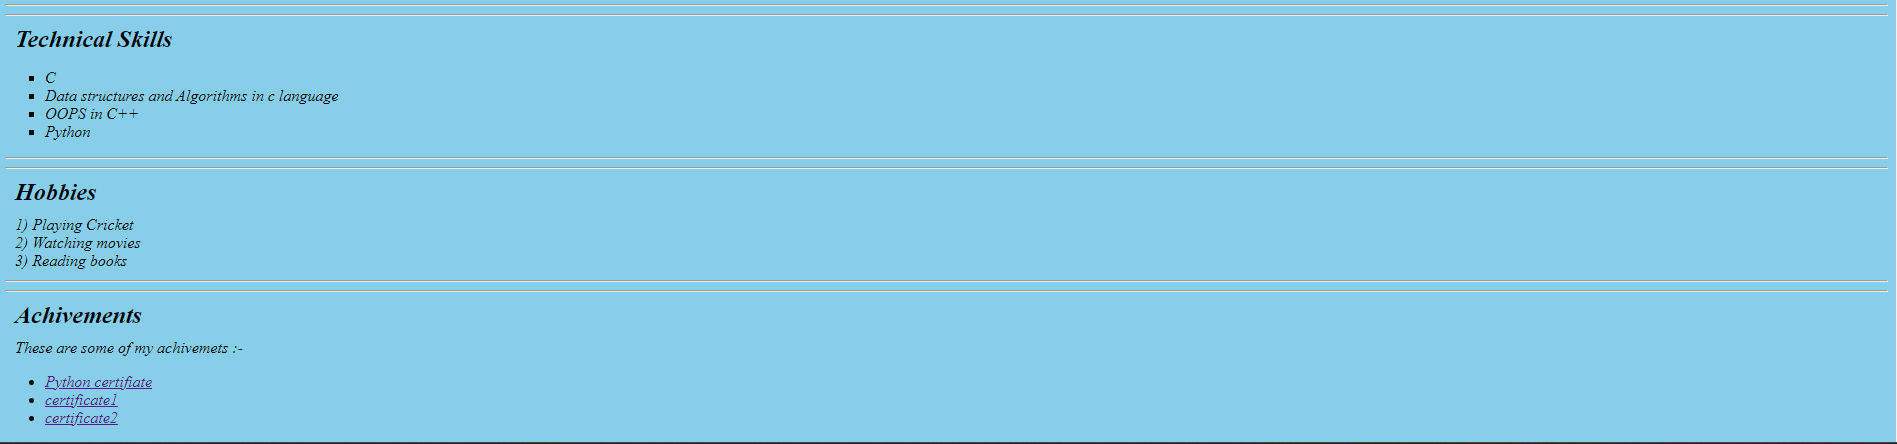 Technical Skills
C
Data structures and Algorithms in c language
OOPS in C++
Python
Hobbies
1) Playing Cricket
2) Watching movies
3) Reading books
Achivements
These are some of my achivemets :-
Python certifiate
certificate1
certificate2